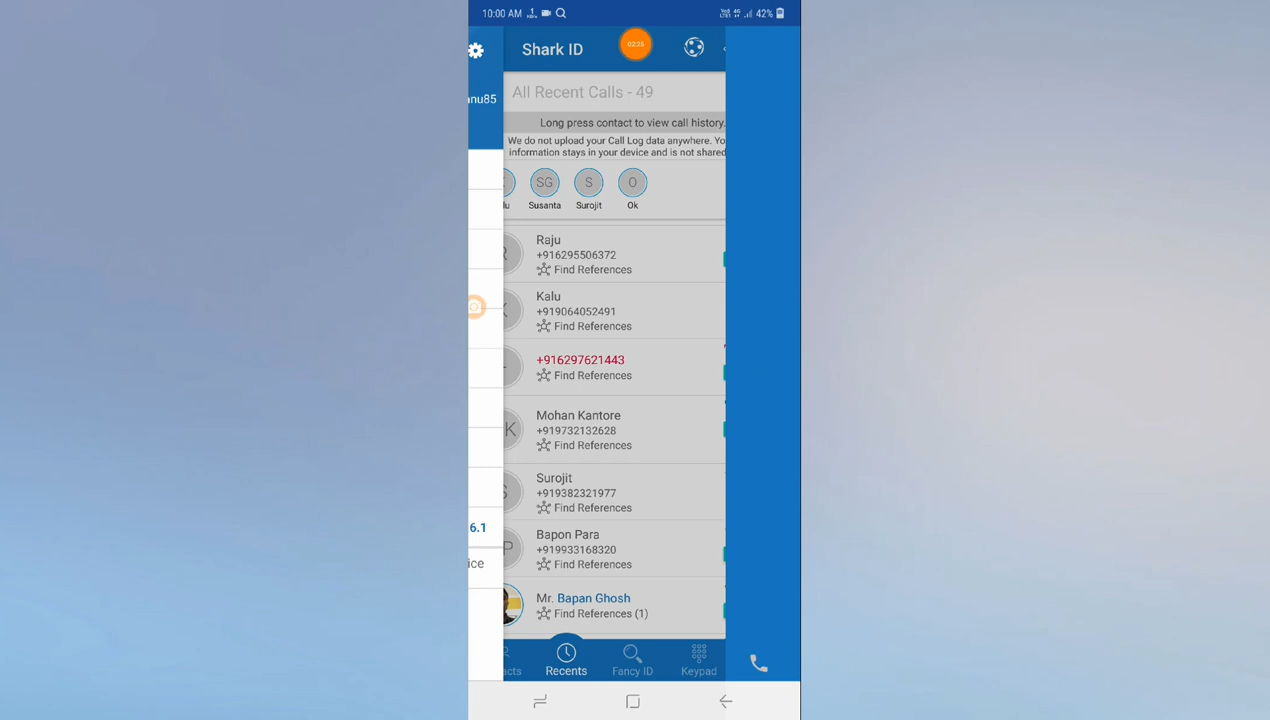 10:00 AM
42%
Shark ID
02:25
nu85
All Recent Calls - 49
Long press contact to view call history.
We do not upload your Call Log data anywhere. Yo
information stays in your device and is not shared
lu
SG
Susanta
S
Surojit
O
Ok
R
Raju
+916295506372
Find References
K
Kalu
+919064052491
Find References
+916297621443
Find References
K
Mohan Kantore
+919732132628
Find References
S
Surojit
+919382321977
Find References
6.1
P
Bapon Para
+919933168320
Find References
ice
Mr. Bapan Ghosh
Find References (1)
acts
Recents
Fancy ID
Keypad